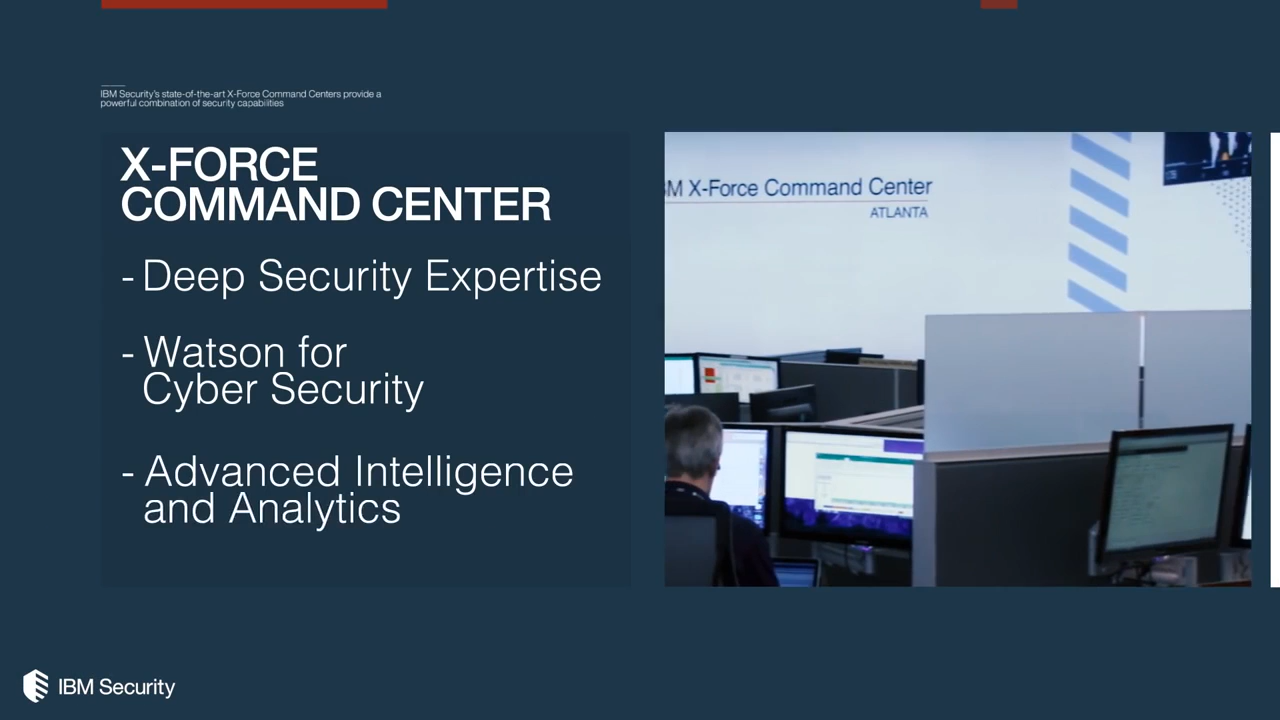 IBM Security's state-of-the-art X-Force Command Centers provide a
powerful combination of security capabilities
X-FORCE
COMMAND CENTER
- Deep Security Expertise
- Watson for
Cyber Security
- Advanced Intelligence
and Analytics
X-Force Command Center
ATLANTA
IBM Security